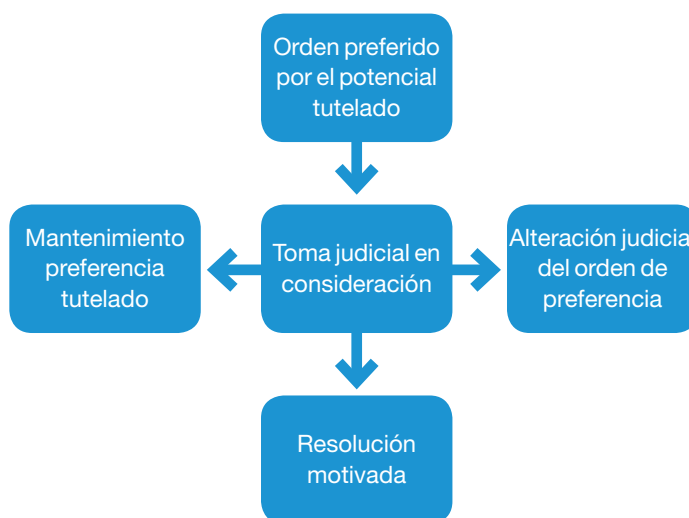 Orden preferido
por el potencial
tutelado
Mantenimiento
preferencia
tutelado
Toma judicial en
consideración
Alteración judicia
del orden de
preferencia
Resolución
motivada